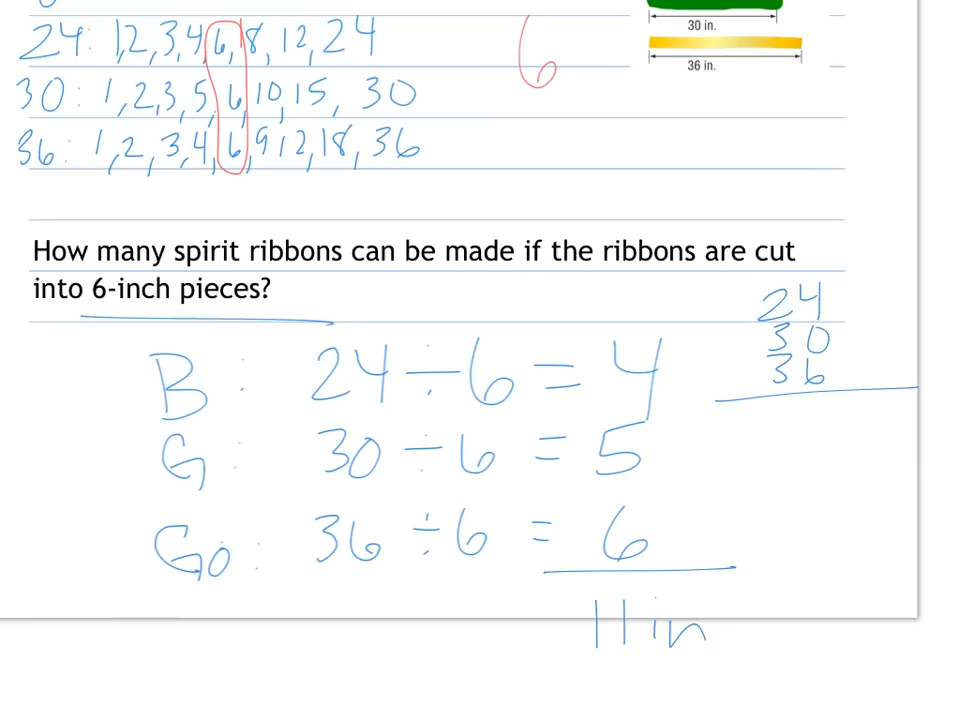 24: 1,2,3,4,6,8,12,24
30 in.
6
30: 1,2,3,5,6,10,15,30
36 in.
36: 1,2,3,4,6,9,12,18,36
How many spirit ribbons can be made if the ribbons are cut
into 6-inch pieces?
24
30
36
B: 24÷6=4
G: 30÷6=5
Go: 36÷6=6
11 in